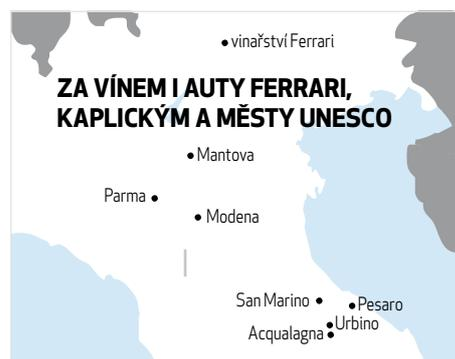 vinařství Ferrari
ZA VÍNEM I AUTY FERRARI,
KAPLICKÝM A MĚSTY UNESCO
Mantova
Parma
Modena
San Marino
Pesaro
Urbino
Acqualagna